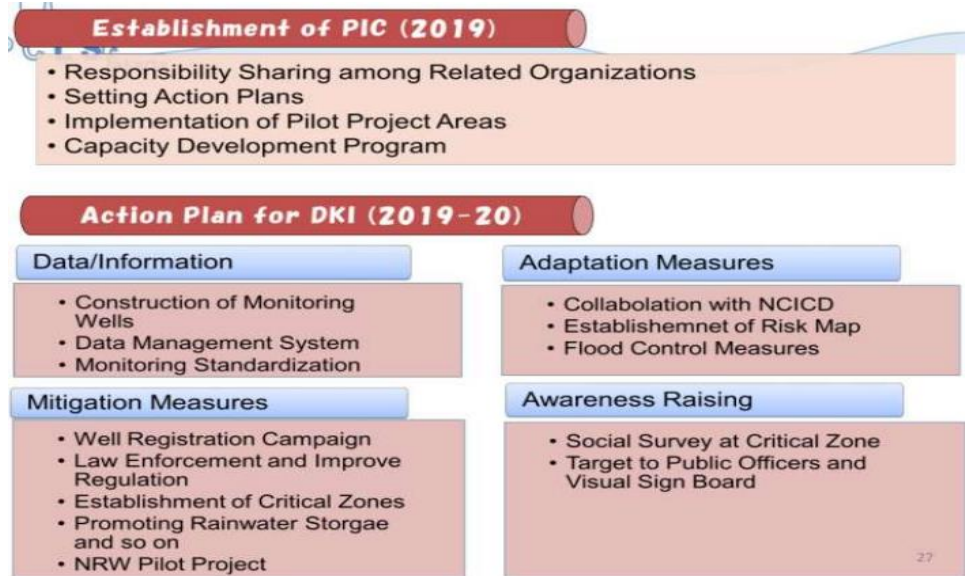 Establishment of PIC (2019)
• Responsibility Sharing among Related Organizations
• Setting Action Plans
• Implementation of Pilot Project Areas
• Capacity Development Program
Action Plan for DKI (2019-20)
Data/Information
• Construction of Monitoring
Wells
• Data Management System
• Monitoring Standardization
Adaptation Measures
• Collabolation with NCICD
• Establishemnet of Risk Map
• Flood Control Measures
Mitigation Measures
• Well Registration Campaign
• Law Enforcement and Improve
Regulation
• Establishment of Critical Zones
• Promoting Rainwater Storgae
and so on
• NRW Pilot Project
Awareness Raising
• Social Survey at Critical Zone
• Target to Public Officers and
Visual Sign Board
27